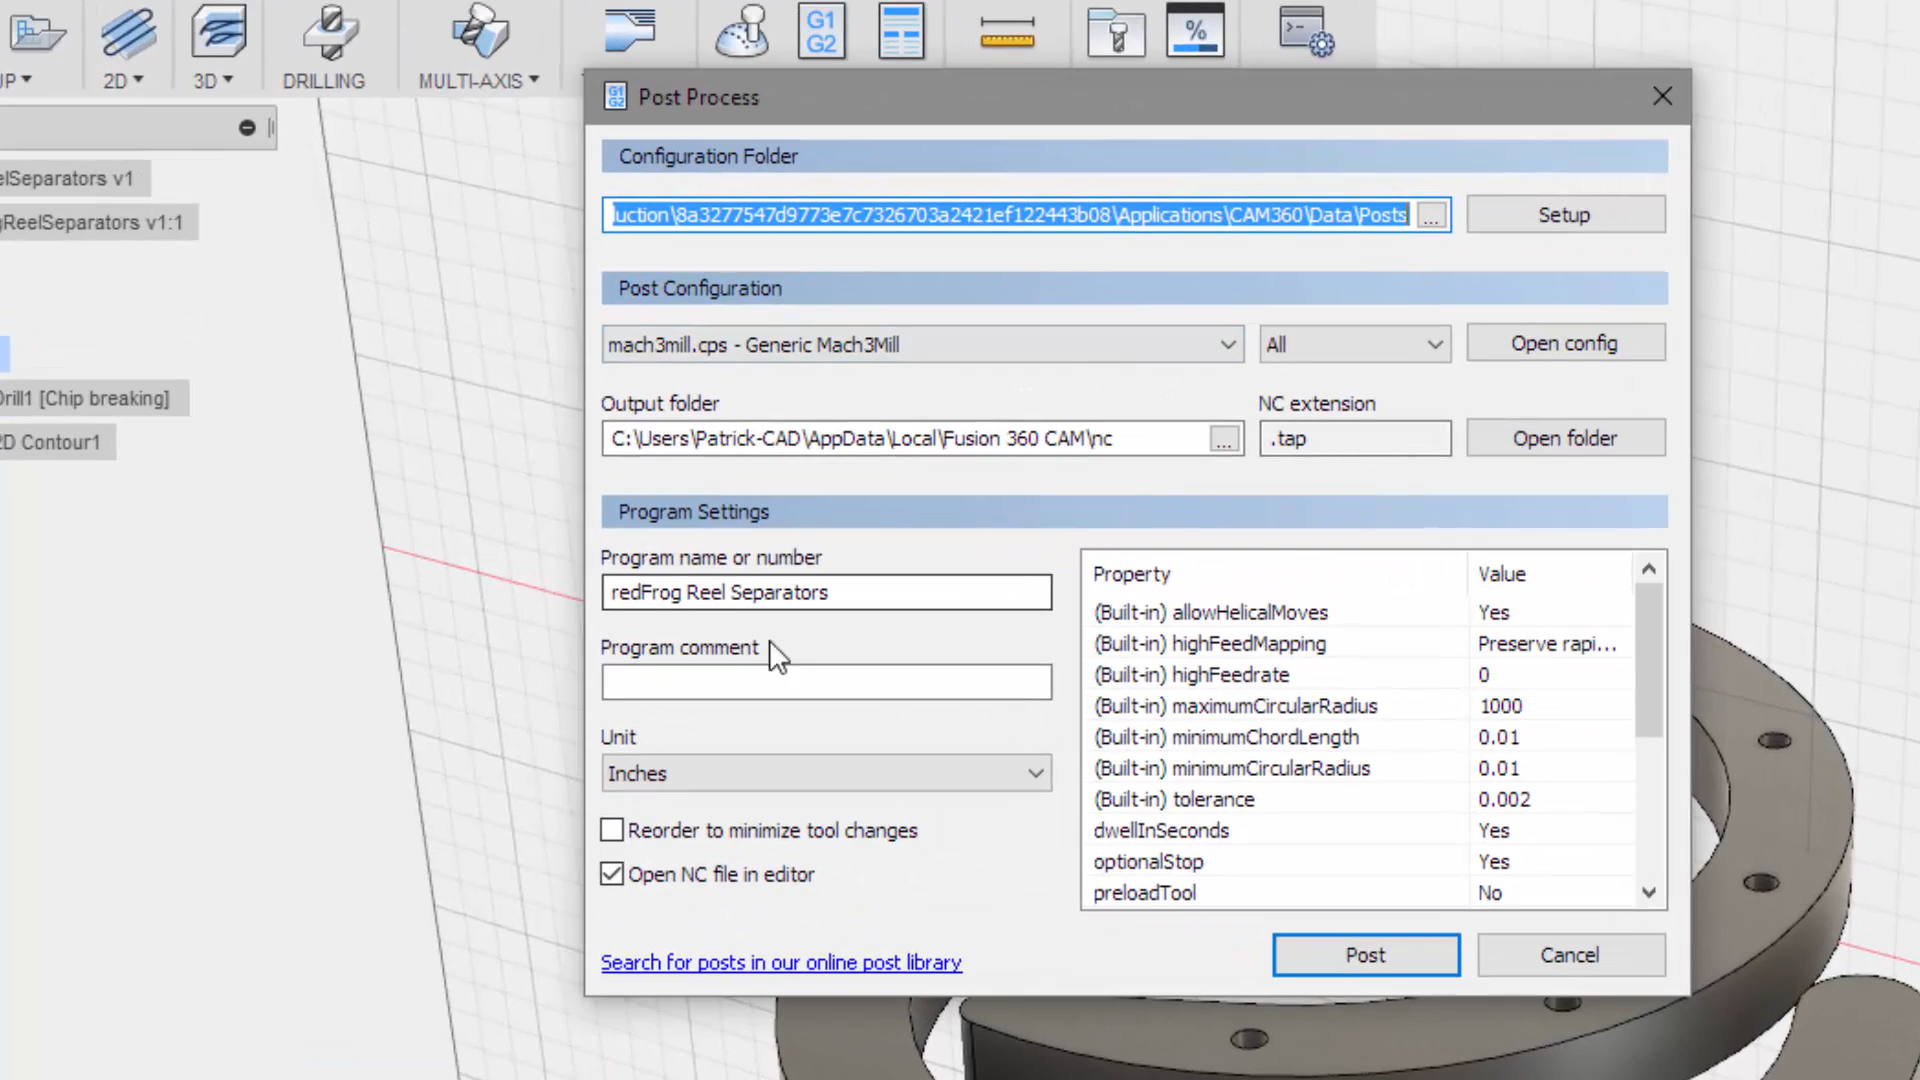 UP
2D
3D
DRILLING
MULTI-AXIS
G1
G2
%
G1
G2
Post Process
elSeparators v1
gReelSeparators v1:1
Drill1 [Chip breaking]
2D Contour1
Configuration Folder
uction\8a3277547d9773e7c7326703a2421ef122443b08\Applications\CAM360\Data\Posts
...
Setup
Post Configuration
mach3mill.cps - Generic Mach3Mill
All
Open config
Output folder
NC extension
C:\Users\Patrick-CAD\AppData\Local\Fusion 360 CAM\nc
...
.tap
Open folder
Program Settings
Program name or number
redFrog Reel Separators
Program comment
Unit
Inches
Reorder to minimize tool changes
Open NC file in editor
Property Value
(Built-in) allowHelicalMoves Yes
(Built-in) highFeedMapping Preserve rapi...
(Built-in) highFeedrate 0
(Built-in) maximumCircularRadius 1000
(Built-in) minimumChordLength 0.01
(Built-in) minimumCircularRadius 0.01
(Built-in) tolerance 0.002
dwellInSeconds Yes
optionalStop Yes
preloadTool No
Search for posts in our online post library
Post
Cancel